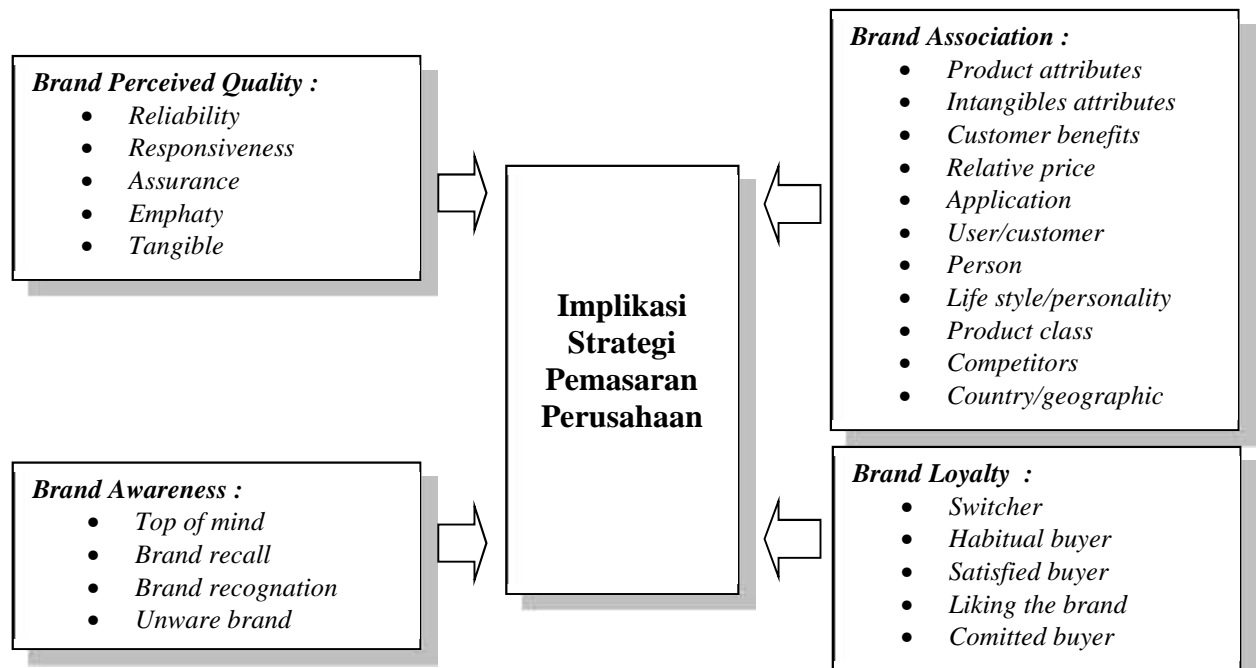 Brand Perceived Quality :
• Reliability
• Responsiveness
• Assurance
• Emphaty
• Tangible
Brand Awareness :
• Top of mind
• Brand recall
• Brand recognation
• Unware brand
Implikasi
Strategi
Pemasaran
Perusahaan
Brand Association :
• Product attributes
• Intangibles attributes
• Customer benefits
• Relative price
• Application
• User/customer
• Person
• Life style/personality
• Product class
• Competitors
• Country/geographic
Brand Loyalty :
• Switcher
• Habitual buyer
• Satisfied buyer
• Liking the brand
• Comitted buyer